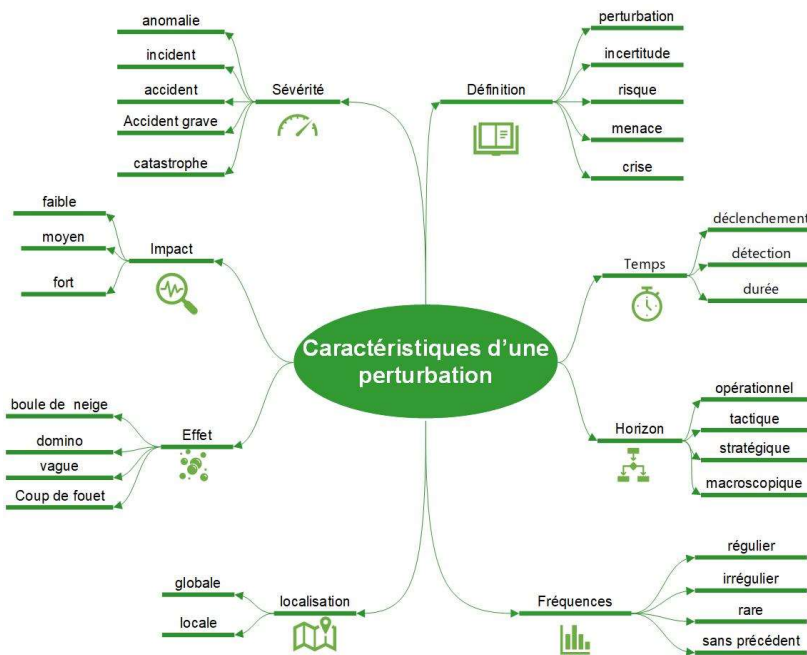 Caractéristiques d'une
perturbation
Sévérité
anomalie
incident
accident
Accident grave
catastrophe
Définition
perturbation
incertitude
risque
menace
crise
Impact
faible
moyen
fort
Temps
déclenchement
détection
durée
Effet
boule de neige
domino
vague
Coup de fouet
Horizon
opérationnel
tactique
stratégique
macroscopique
localisation
globale
locale
Fréquences
régulier
irrégulier
rare
sans précédent